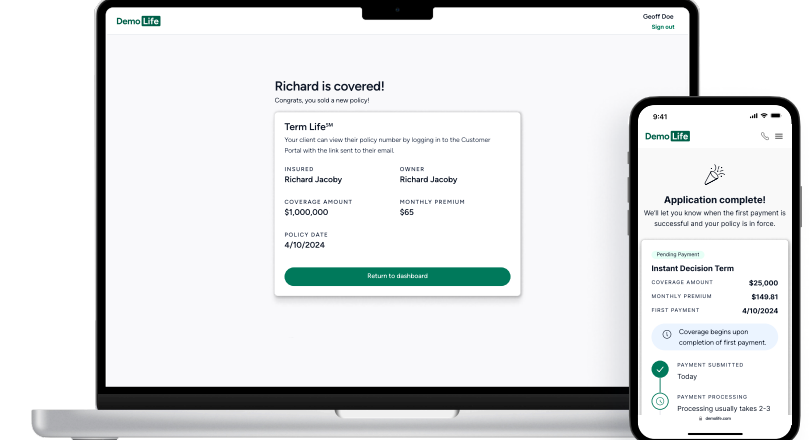 Demo Life
Geoff Doe
Sign out
Richard is covered!
Congrats, you sold a new policy!
Term Life℠
Your client can view their policy number by logging in to the Customer
Portal with the link sent to their email.
INSURED
Richard Jacoby
OWNER
Richard Jacoby
COVERAGE AMOUNT
$1,000,000
MONTHLY PREMIUM
$65
POLICY DATE
4/10/2024
Return to dashboard
9:41
Demo Life
Application complete!
We'll let you know when the first payment is
successful and your policy is in force.
Pending Payment
Instant Decision Term
COVERAGE AMOUNT $25,000
MONTHLY PREMIUM $149.81
FIRST PAYMENT 4/10/2024
Coverage begins upon
completion of first payment.
PAYMENT SUBMITTED
Today
PAYMENT PROCESSING
Processing usually takes 2-3
demolife.com